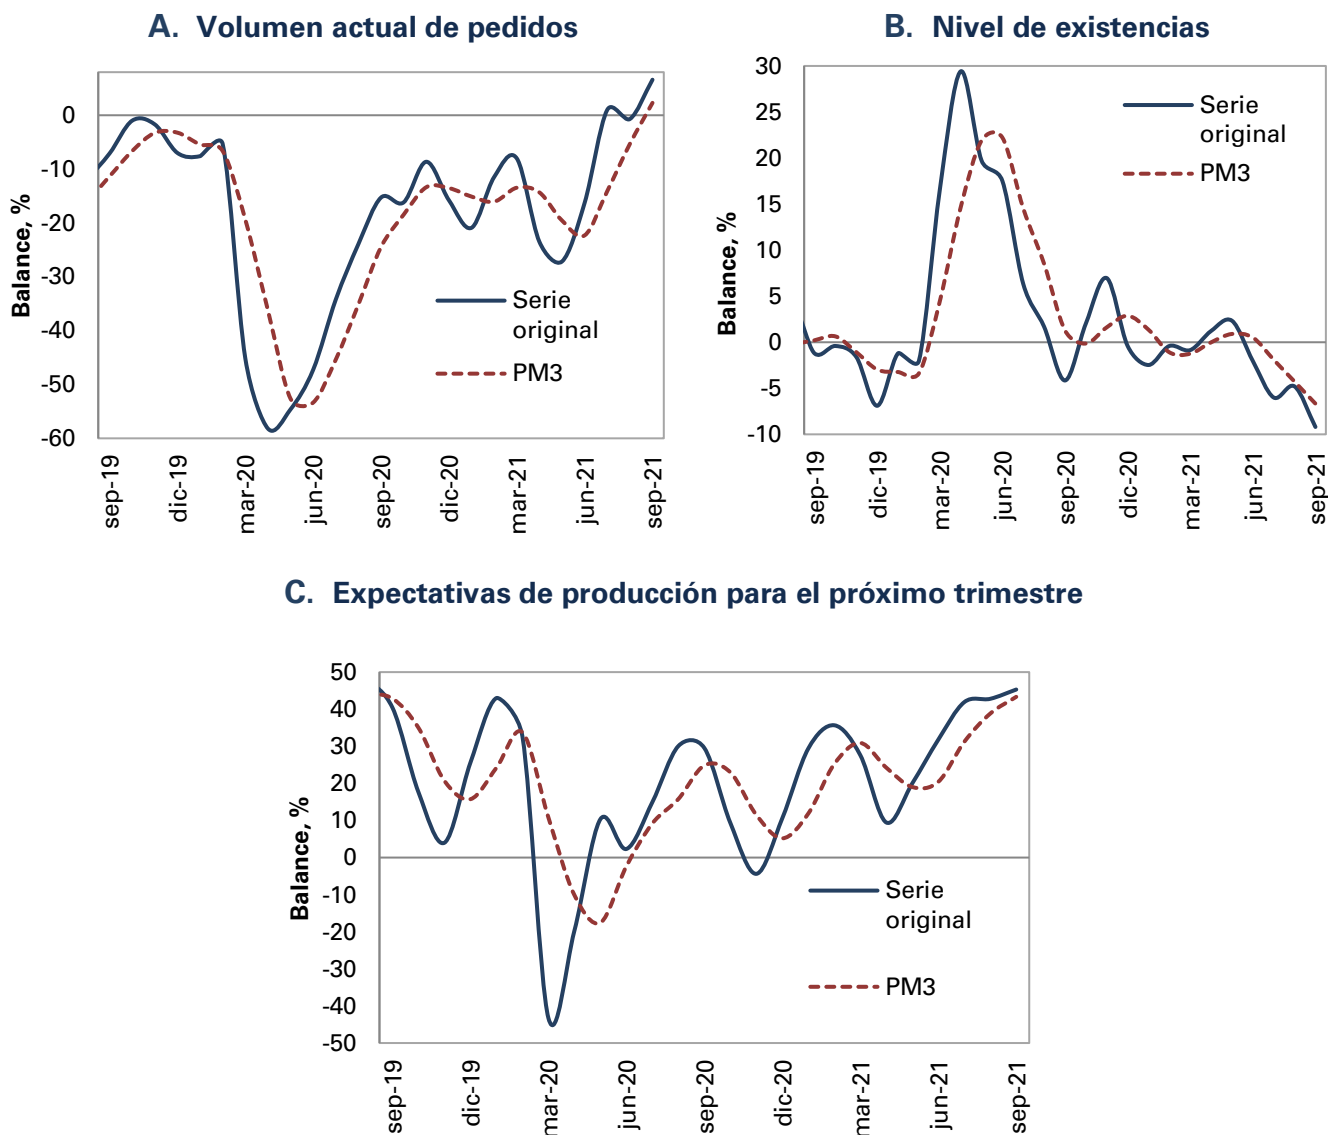 A. Volumen actual de pedidos
0
-10
-20
-30
-40
-50
-60
Balance, %
Serie
original
PM3
sep-19
dic-19
mar-20
jun-20
sep-20
dic-20
mar-21
jun-21
sep-21
B. Nivel de existencias
30
25
20
15
10
5
0
-5
-10
Balance, %
Serie
original
PM3
sep-19
dic-19
mar-20
jun-20
sep-20
dic-20
mar-21
jun-21
sep-21
C. Expectativas de producción para el próximo trimestre
50
40
30
20
10
0
-10
-20
-30
-40
-50
Balance, %
Serie
original
PM3
sep-19
dic-19
mar-20
jun-20
sep-20
dic-20
mar-21
jun-21
sep-21